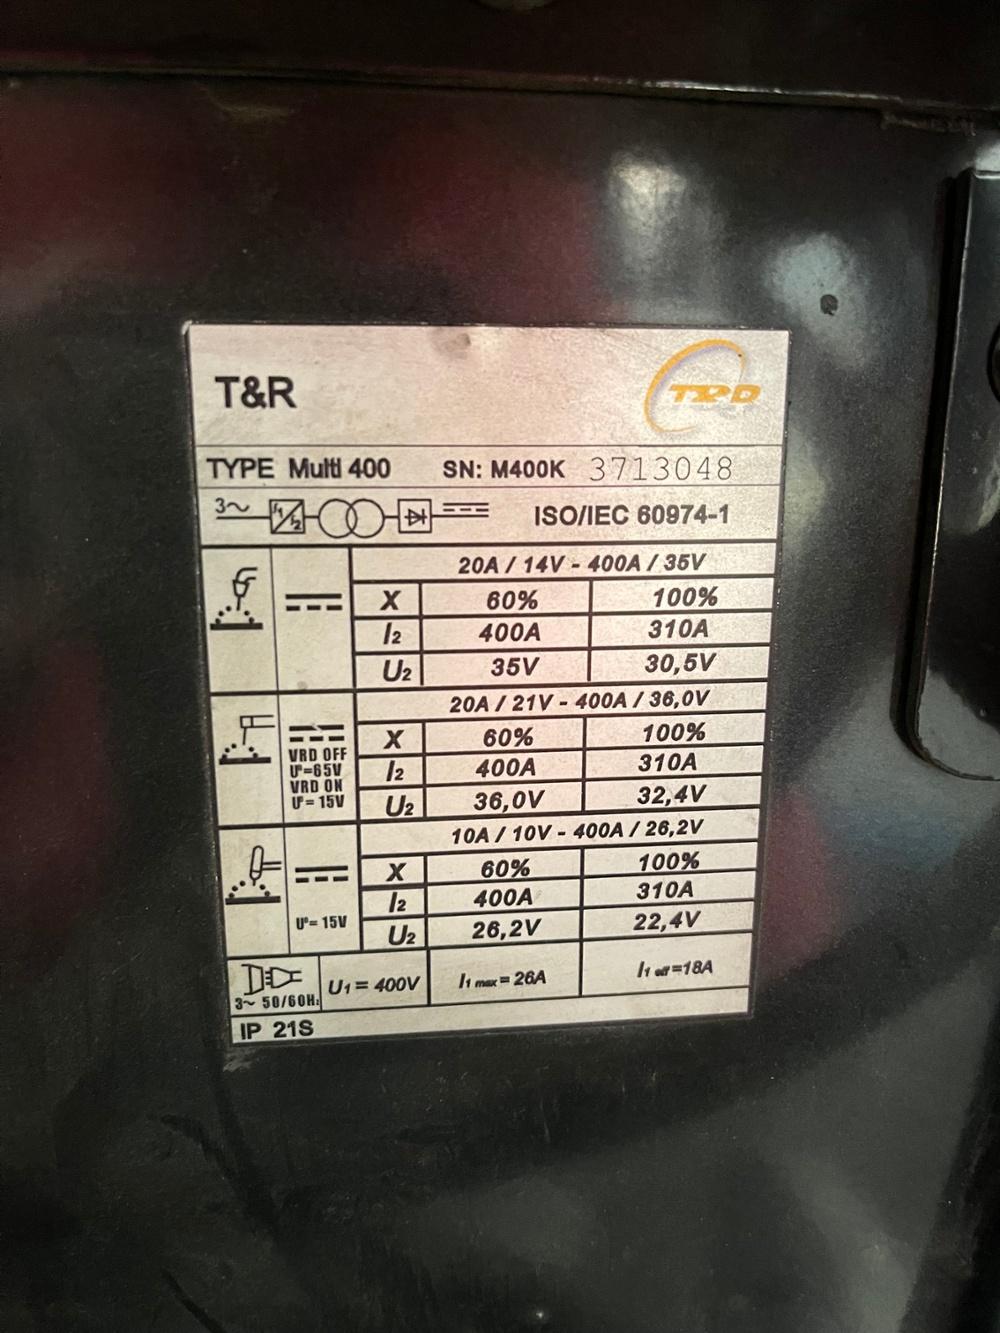 T&R
TYPE Multi 400 SN: M400K 3713048
3~ f1 f2 ISO/IEC 60974-1
20A / 14V - 400A / 35V
X 60% 100%
I2 400A 310A
U2 35V 30,5V
20A / 21V - 400A / 36,0V
VRD OFF
U°=65V
VRD ON
U°= 15V
X 60% 100%
I2 400A 310A
U2 36,0V 32,4V
10A / 10V - 400A / 26,2V
U°= 15V
X 60% 100%
I2 400A 310A
U2 26,2V 22,4V
3~ 50/60Hz U1 = 400V I1 max = 26A I1 eff =18A
IP 21S